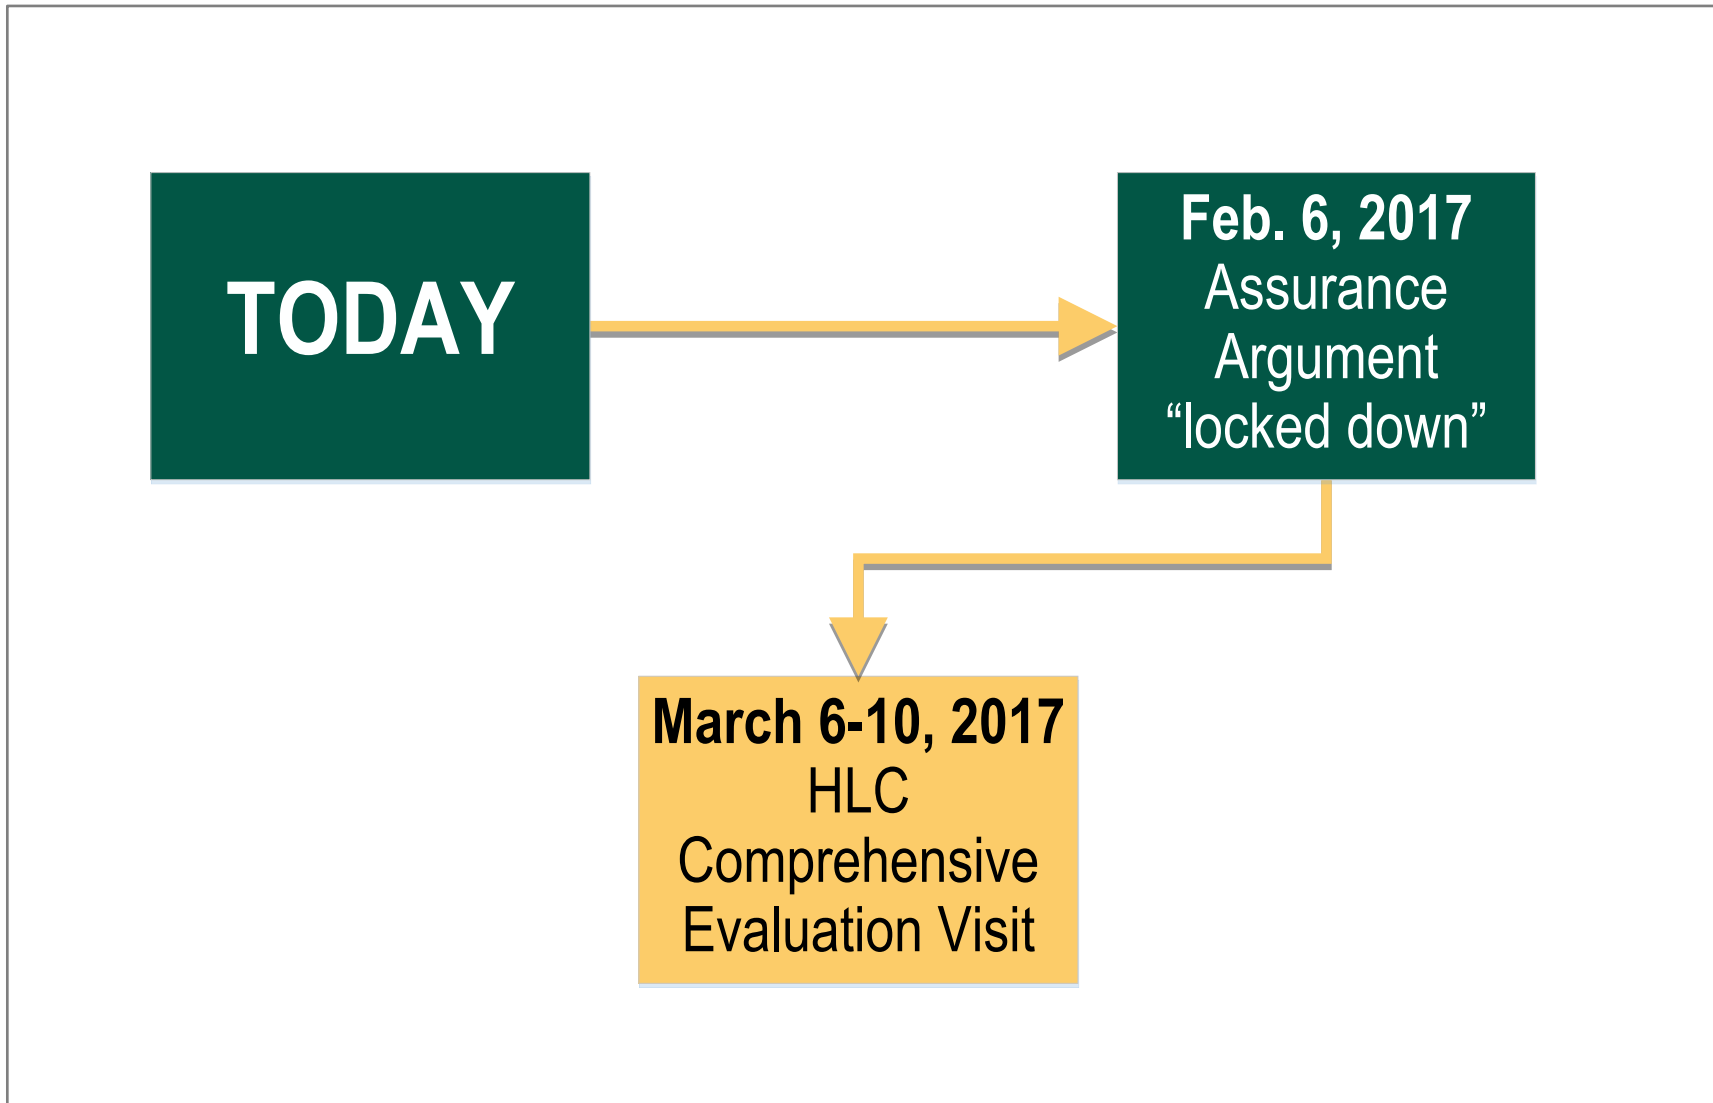 TODAY
Feb. 6, 2017
Assurance
Argument
“locked down”
March 6-10, 2017
HLC
Comprehensive
Evaluation Visit